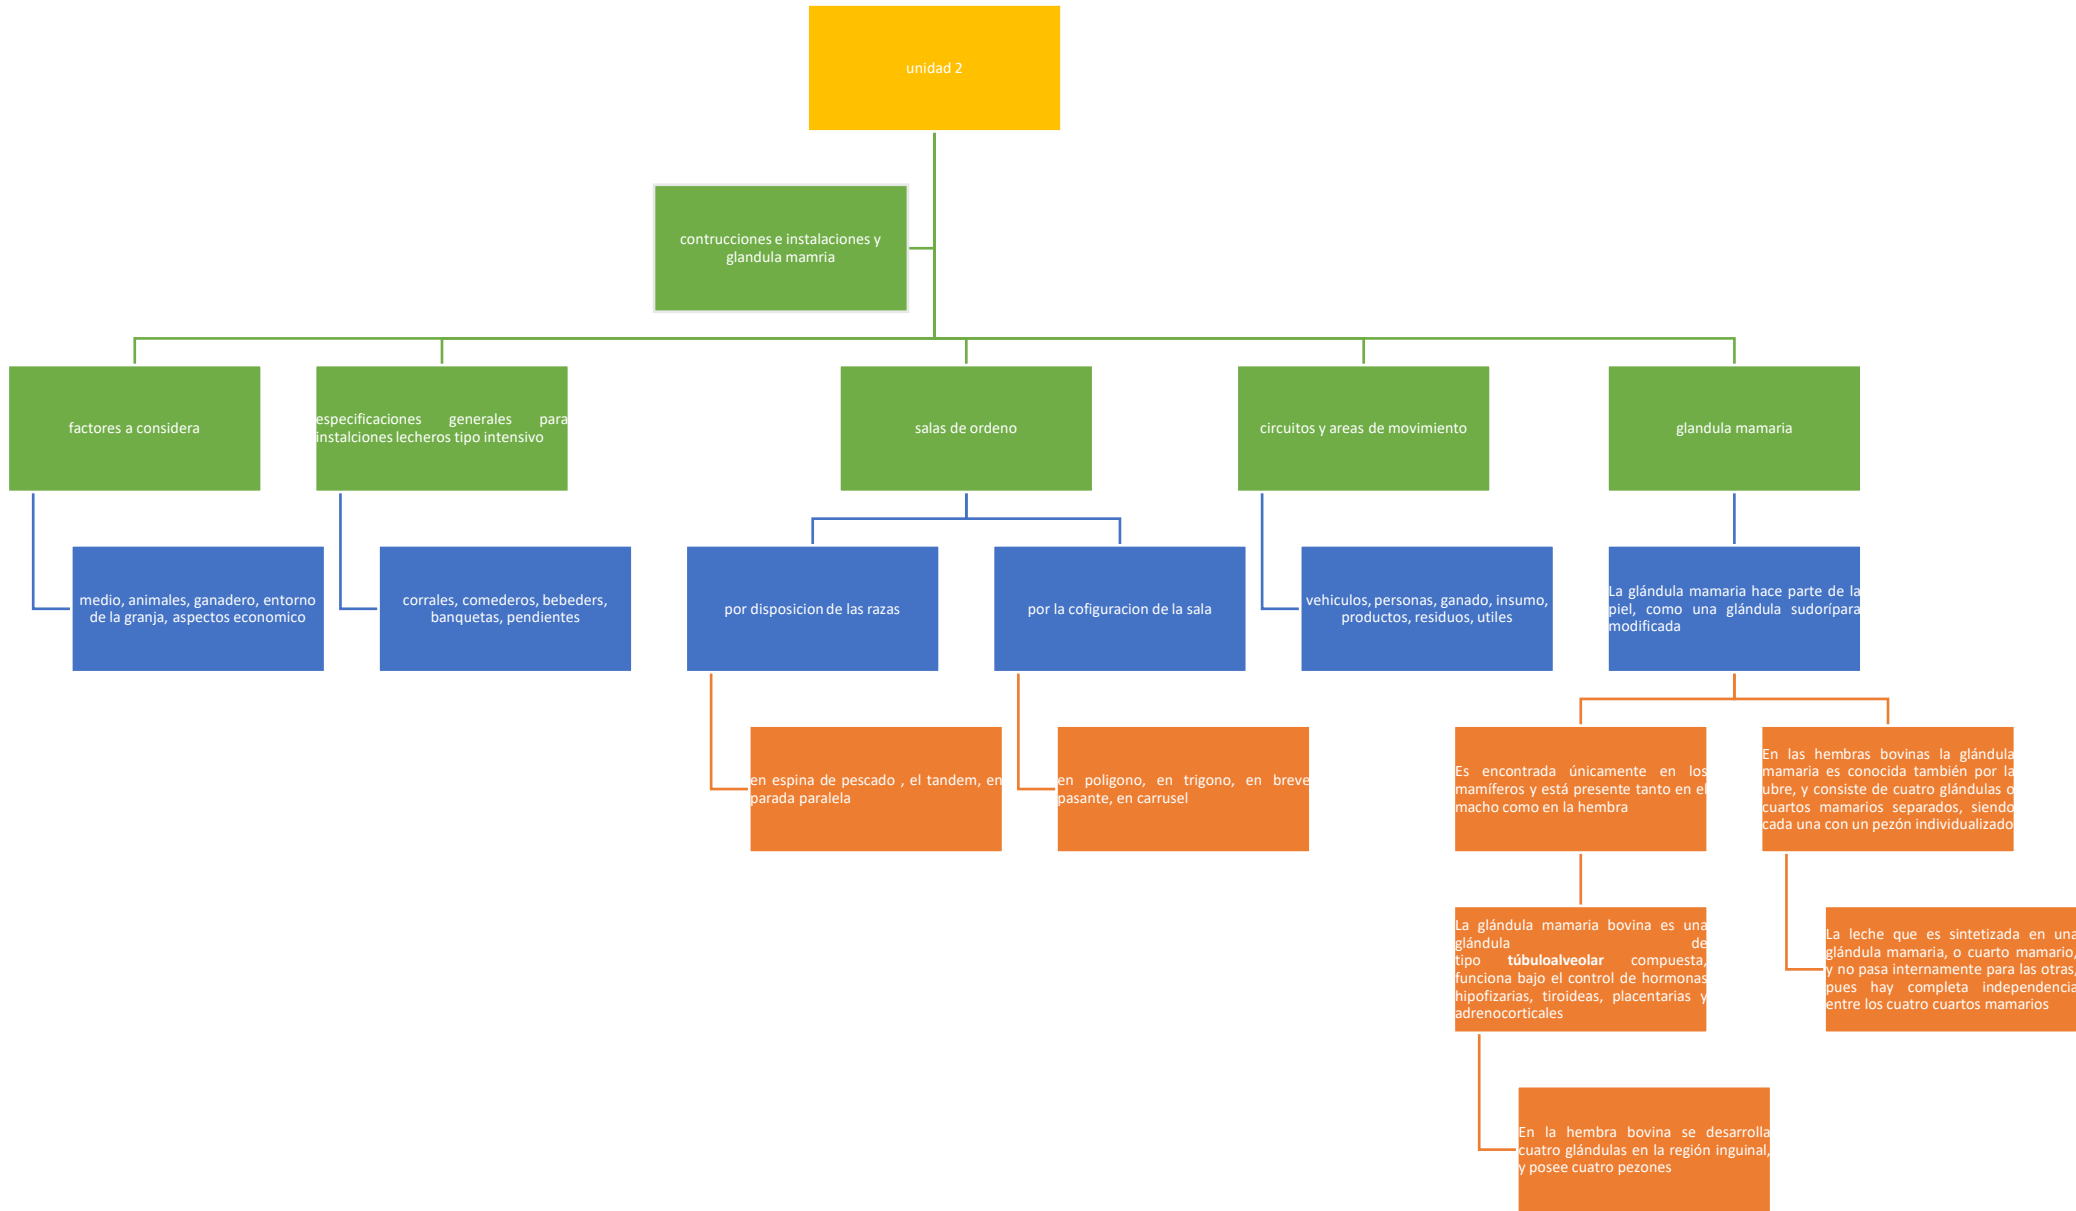 unidad 2
contrucciones e instalaciones y
glandula mamria
factores a considera
especificaciones generales para
instalciones lecheros tipo intensivo
salas de ordeno
circuitos y areas de movimiento
glandula mamaria
medio, animales, ganadero, entorno
de la granja, aspectos economico
corrales, comederos, bebeders,
banquetas, pendientes
por disposicion de las razas
por la cofiguracion de la sala
vehiculos, personas, ganado, insumo,
productos, residuos, utiles
La glándula mamaria hace parte de la
piel, como una glándula sudorípara
modificada
en espina de pescado , el tandem, en
parada paralela
en poligono, en trigono, en breve
pasante, en carrusel
Es encontrada únicamente en los
mamíferos y está presente tanto en el
macho como en la hembra
En las hembras bovinas la glándula
mamaria es conocida también por la
ubre, y consiste de cuatro glándulas o
cuartos mamarios separados, siendo
cada una con un pezón individualizado
La glándula mamaria bovina es una
glándula de
tipo túbuloalveolar compuesta,
funciona bajo el control de hormonas
hipofizarias, tiroideas, placentarias y
adrenocorticales
La leche que es sintetizada en una
glándula mamaria, o cuarto mamario,
y no pasa internamente para las otras,
pues hay completa independencia
entre los cuatro cuartos mamarios
En la hembra bovina se desarrolla
cuatro glándulas en la región inguinal,
y posee cuatro pezones